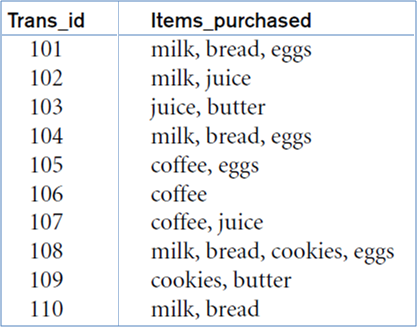 Trans_id Items_purchased
101 milk, bread, eggs
102 milk, juice
103 juice, butter
104 milk, bread, eggs
105 coffee, eggs
106 coffee
107 coffee, juice
108 milk, bread, cookies, eggs
109 cookies, butter
110 milk, bread